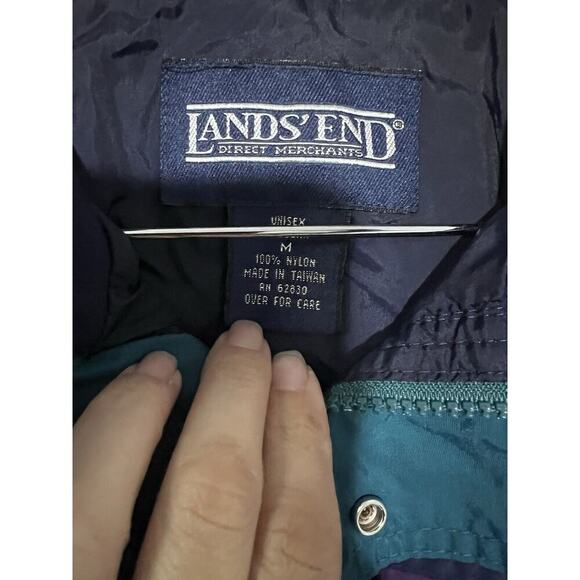 LANDS' END®
DIRECT MERCHANTS
UNISEX
M
100% NYLON
MADE IN TAIWAN
RN 62830
OVER FOR CARE